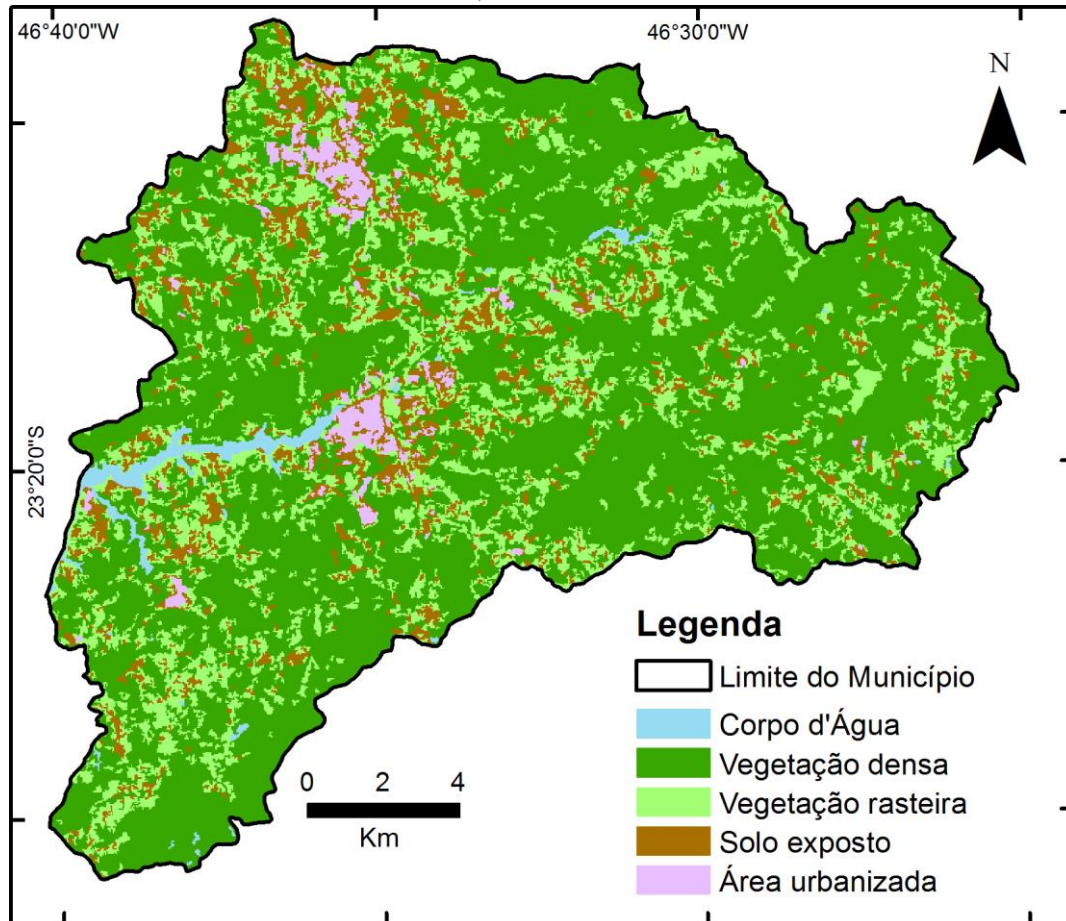 46°40'0"W
46°30'0"W
N
23°20'0"S
Legenda
Limite do Município
Corpo d'Água
Vegetação densa
Vegetação rasteira
Solo exposto
Área urbanizada
0 2 4
Km